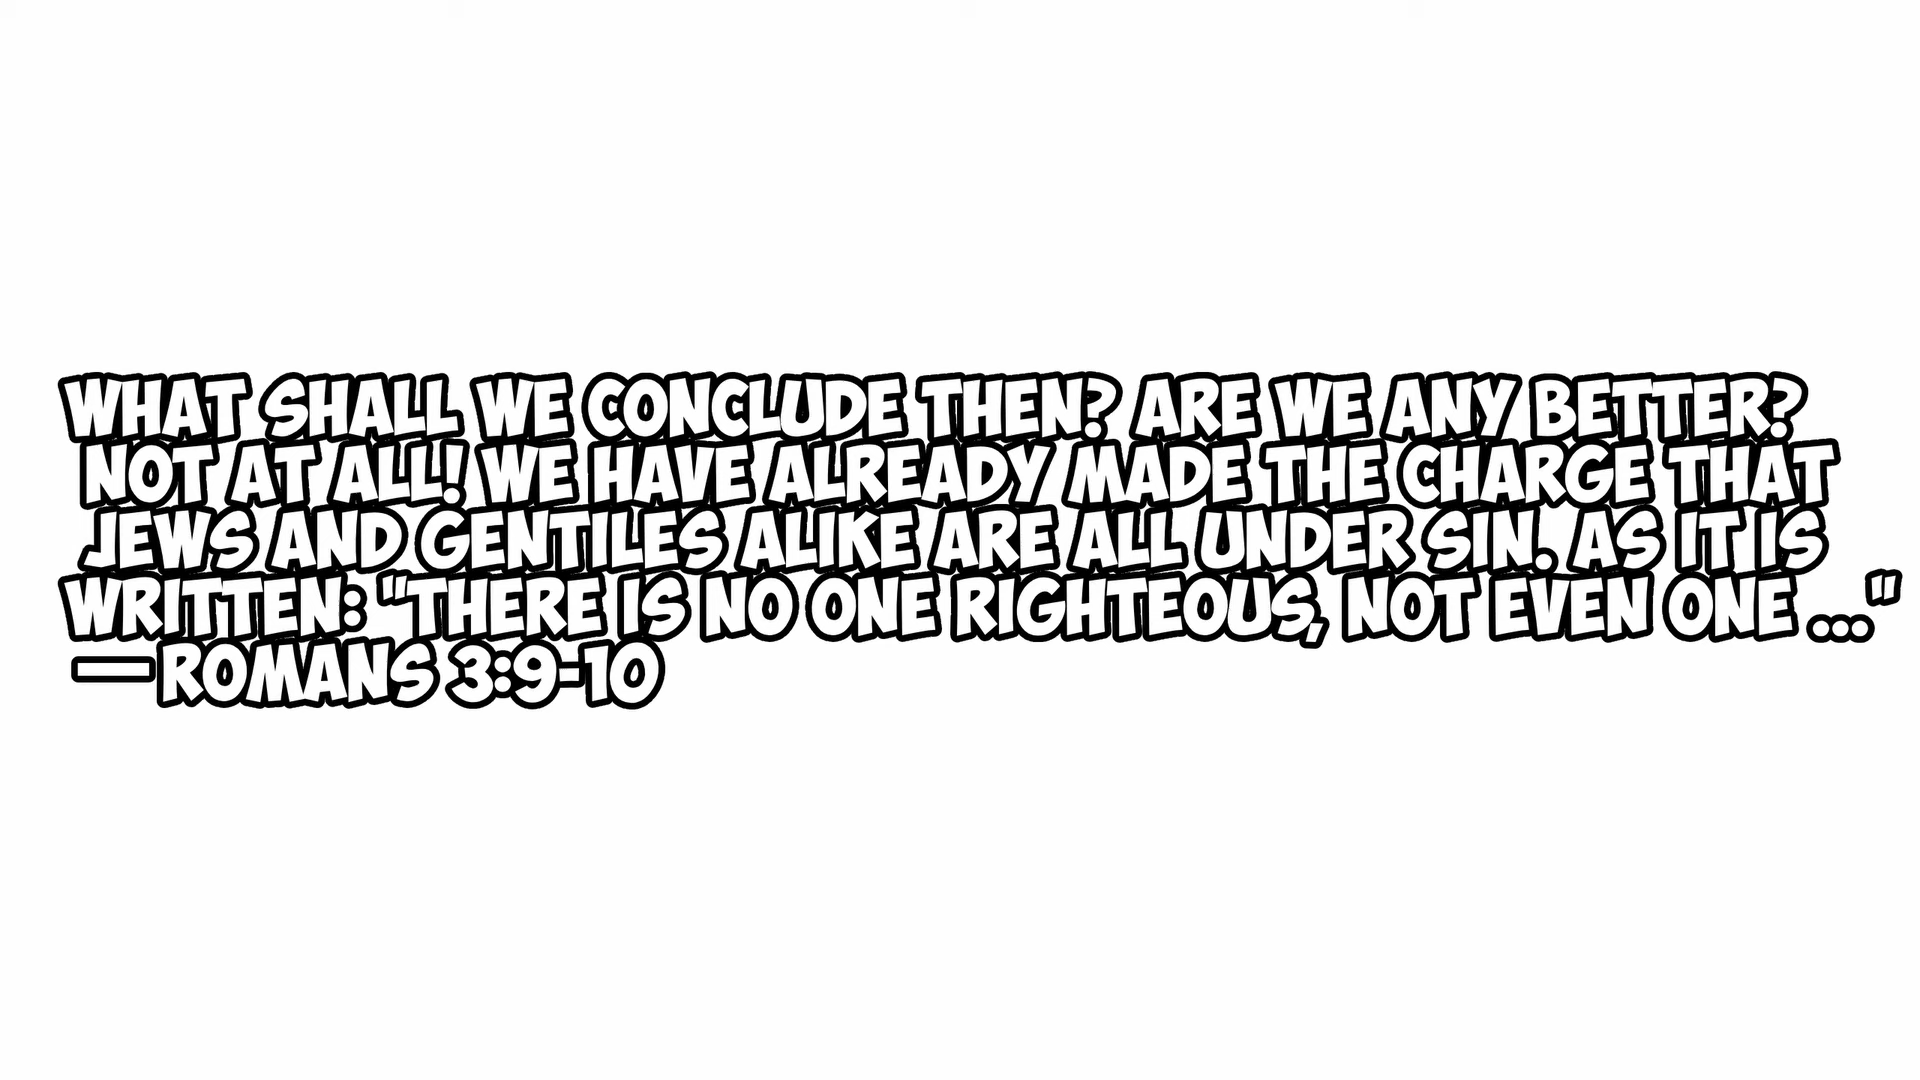 WHAT SHALL WE CONCLUDE THEN? ARE WE ANY BETTER?
NOT AT ALL! WE HAVE ALREADY MADE THE CHARGE THAT
JEWS AND GENTILES ALIKE ARE ALL UNDER SIN. AS IT IS
WRITTEN: "THERE IS NO ONE RIGHTEOUS, NOT EVEN ONE ..."
— ROMANS 3:9-10